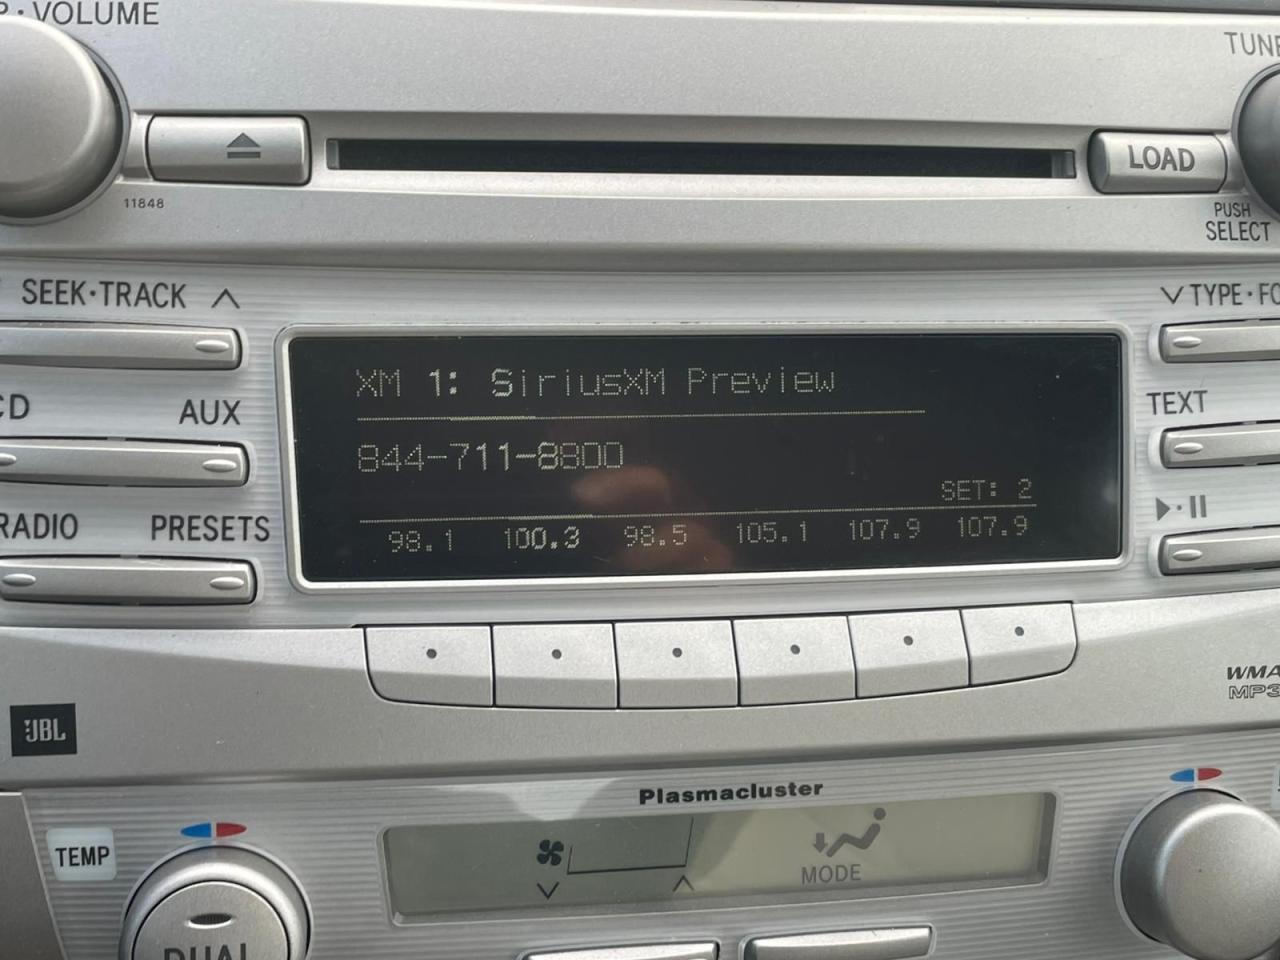 · VOLUME
TUNE
LOAD
11848
PUSH
SELECT
SEEK·TRACK ∧
∨ TYPE·FO
XM 1: SiriusXM Preview
CD
AUX
TEXT
844-711-8800
SET: 2
RADIO
PRESETS
98.1 100.3 98.5 105.1 107.9 107.9
WMA
MP3
JBL
Plasmacluster
TEMP
MODE
DUAL